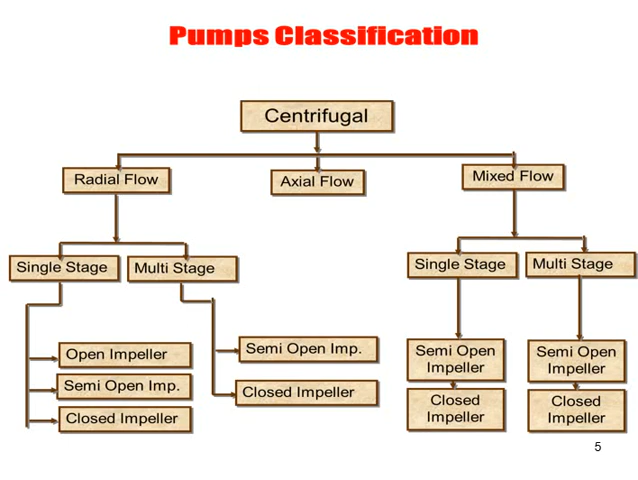 Pumps Classification
Centrifugal
Radial Flow
Axial Flow
Mixed Flow
Single Stage
Multi Stage
Single Stage
Multi Stage
Open Impeller
Semi Open Imp.
Closed Impeller
Semi Open Imp.
Closed Impeller
Semi Open
Impeller
Closed
Impeller
Semi Open
Impeller
Closed
Impeller
5